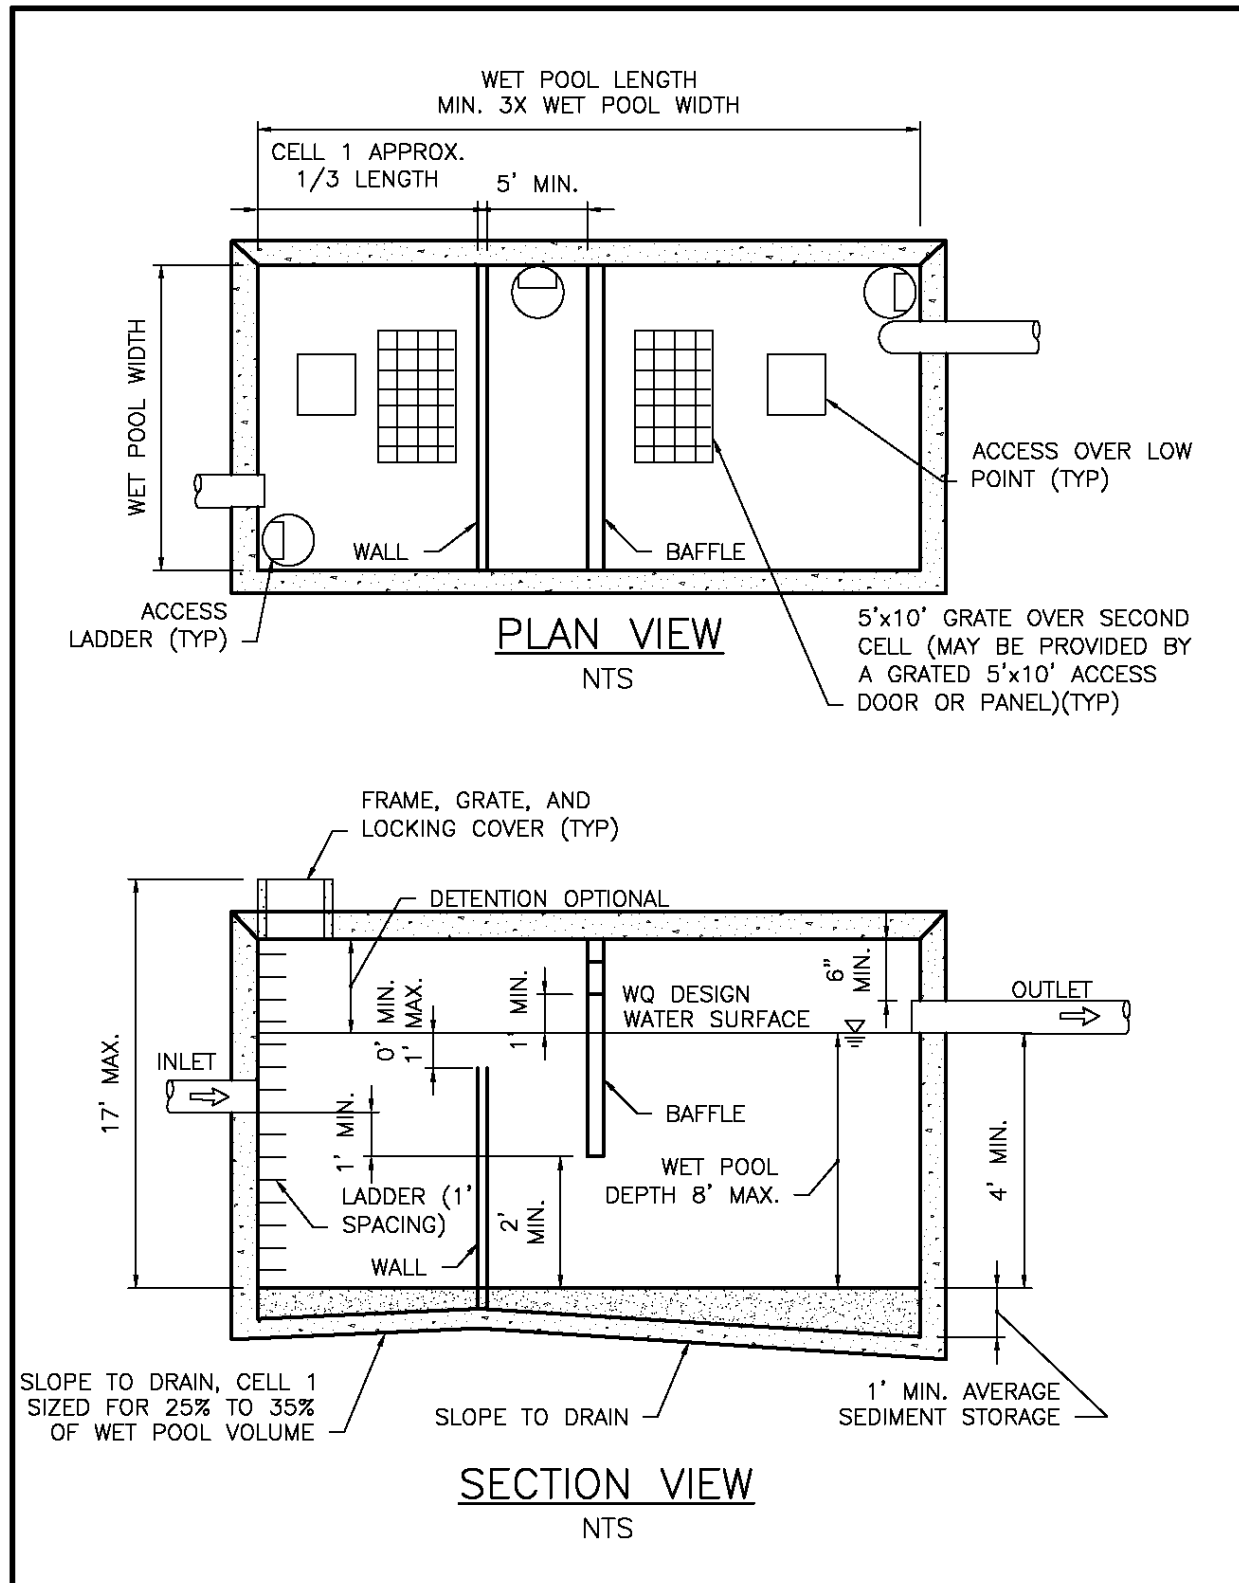 WET POOL LENGTH
MIN. 3X WET POOL WIDTH
CELL 1 APPROX.
1/3 LENGTH
5' MIN.
WET POOL WIDTH
ACCESS OVER LOW
POINT (TYP)
WALL
BAFFLE
ACCESS
LADDER (TYP)
5'x10' GRATE OVER SECOND
CELL (MAY BE PROVIDED BY
A GRATED 5'x10' ACCESS
DOOR OR PANEL)(TYP)
PLAN VIEW
NTS
FRAME, GRATE, AND
LOCKING COVER (TYP)
DETENTION OPTIONAL
17' MAX.
0' MIN.
1' MAX.
1' MIN.
WQ DESIGN
WATER SURFACE
6"
MIN.
OUTLET
INLET
1' MIN.
BAFFLE
WET POOL
DEPTH 8' MAX.
4' MIN.
LADDER (1'
SPACING)
2'
MIN.
WALL
SLOPE TO DRAIN, CELL 1
SIZED FOR 25% TO 35%
OF WET POOL VOLUME
SLOPE TO DRAIN
1' MIN. AVERAGE
SEDIMENT STORAGE
SECTION VIEW
NTS